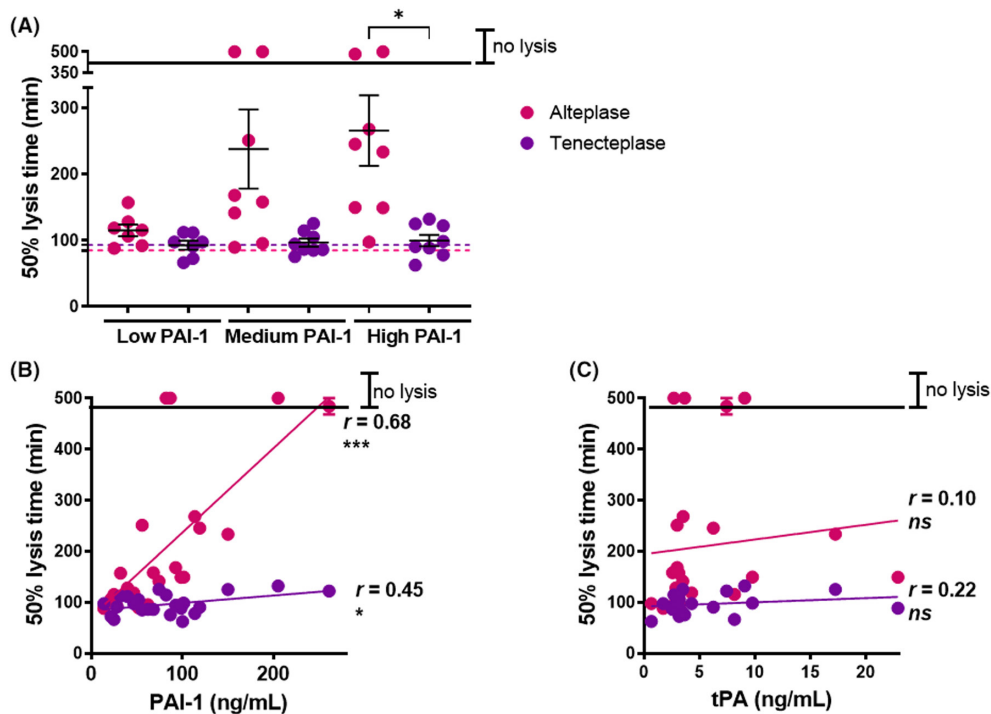 (A)
*
no lysis
50% lysis time (min)
500
350
300
200
100
0
Alteplase
Tenecteplase
Low PAI-1 Medium PAI-1 High PAI-1
(B)
50% lysis time (min)
500
400
300
200
100
0
no lysis
r = 0.68
***
r = 0.45
*
0 100 200
PAI-1 (ng/mL)
(C)
50% lysis time (min)
500
400
300
200
100
0
no lysis
r = 0.10
ns
r = 0.22
ns
0 5 10 15 20
tPA (ng/mL)